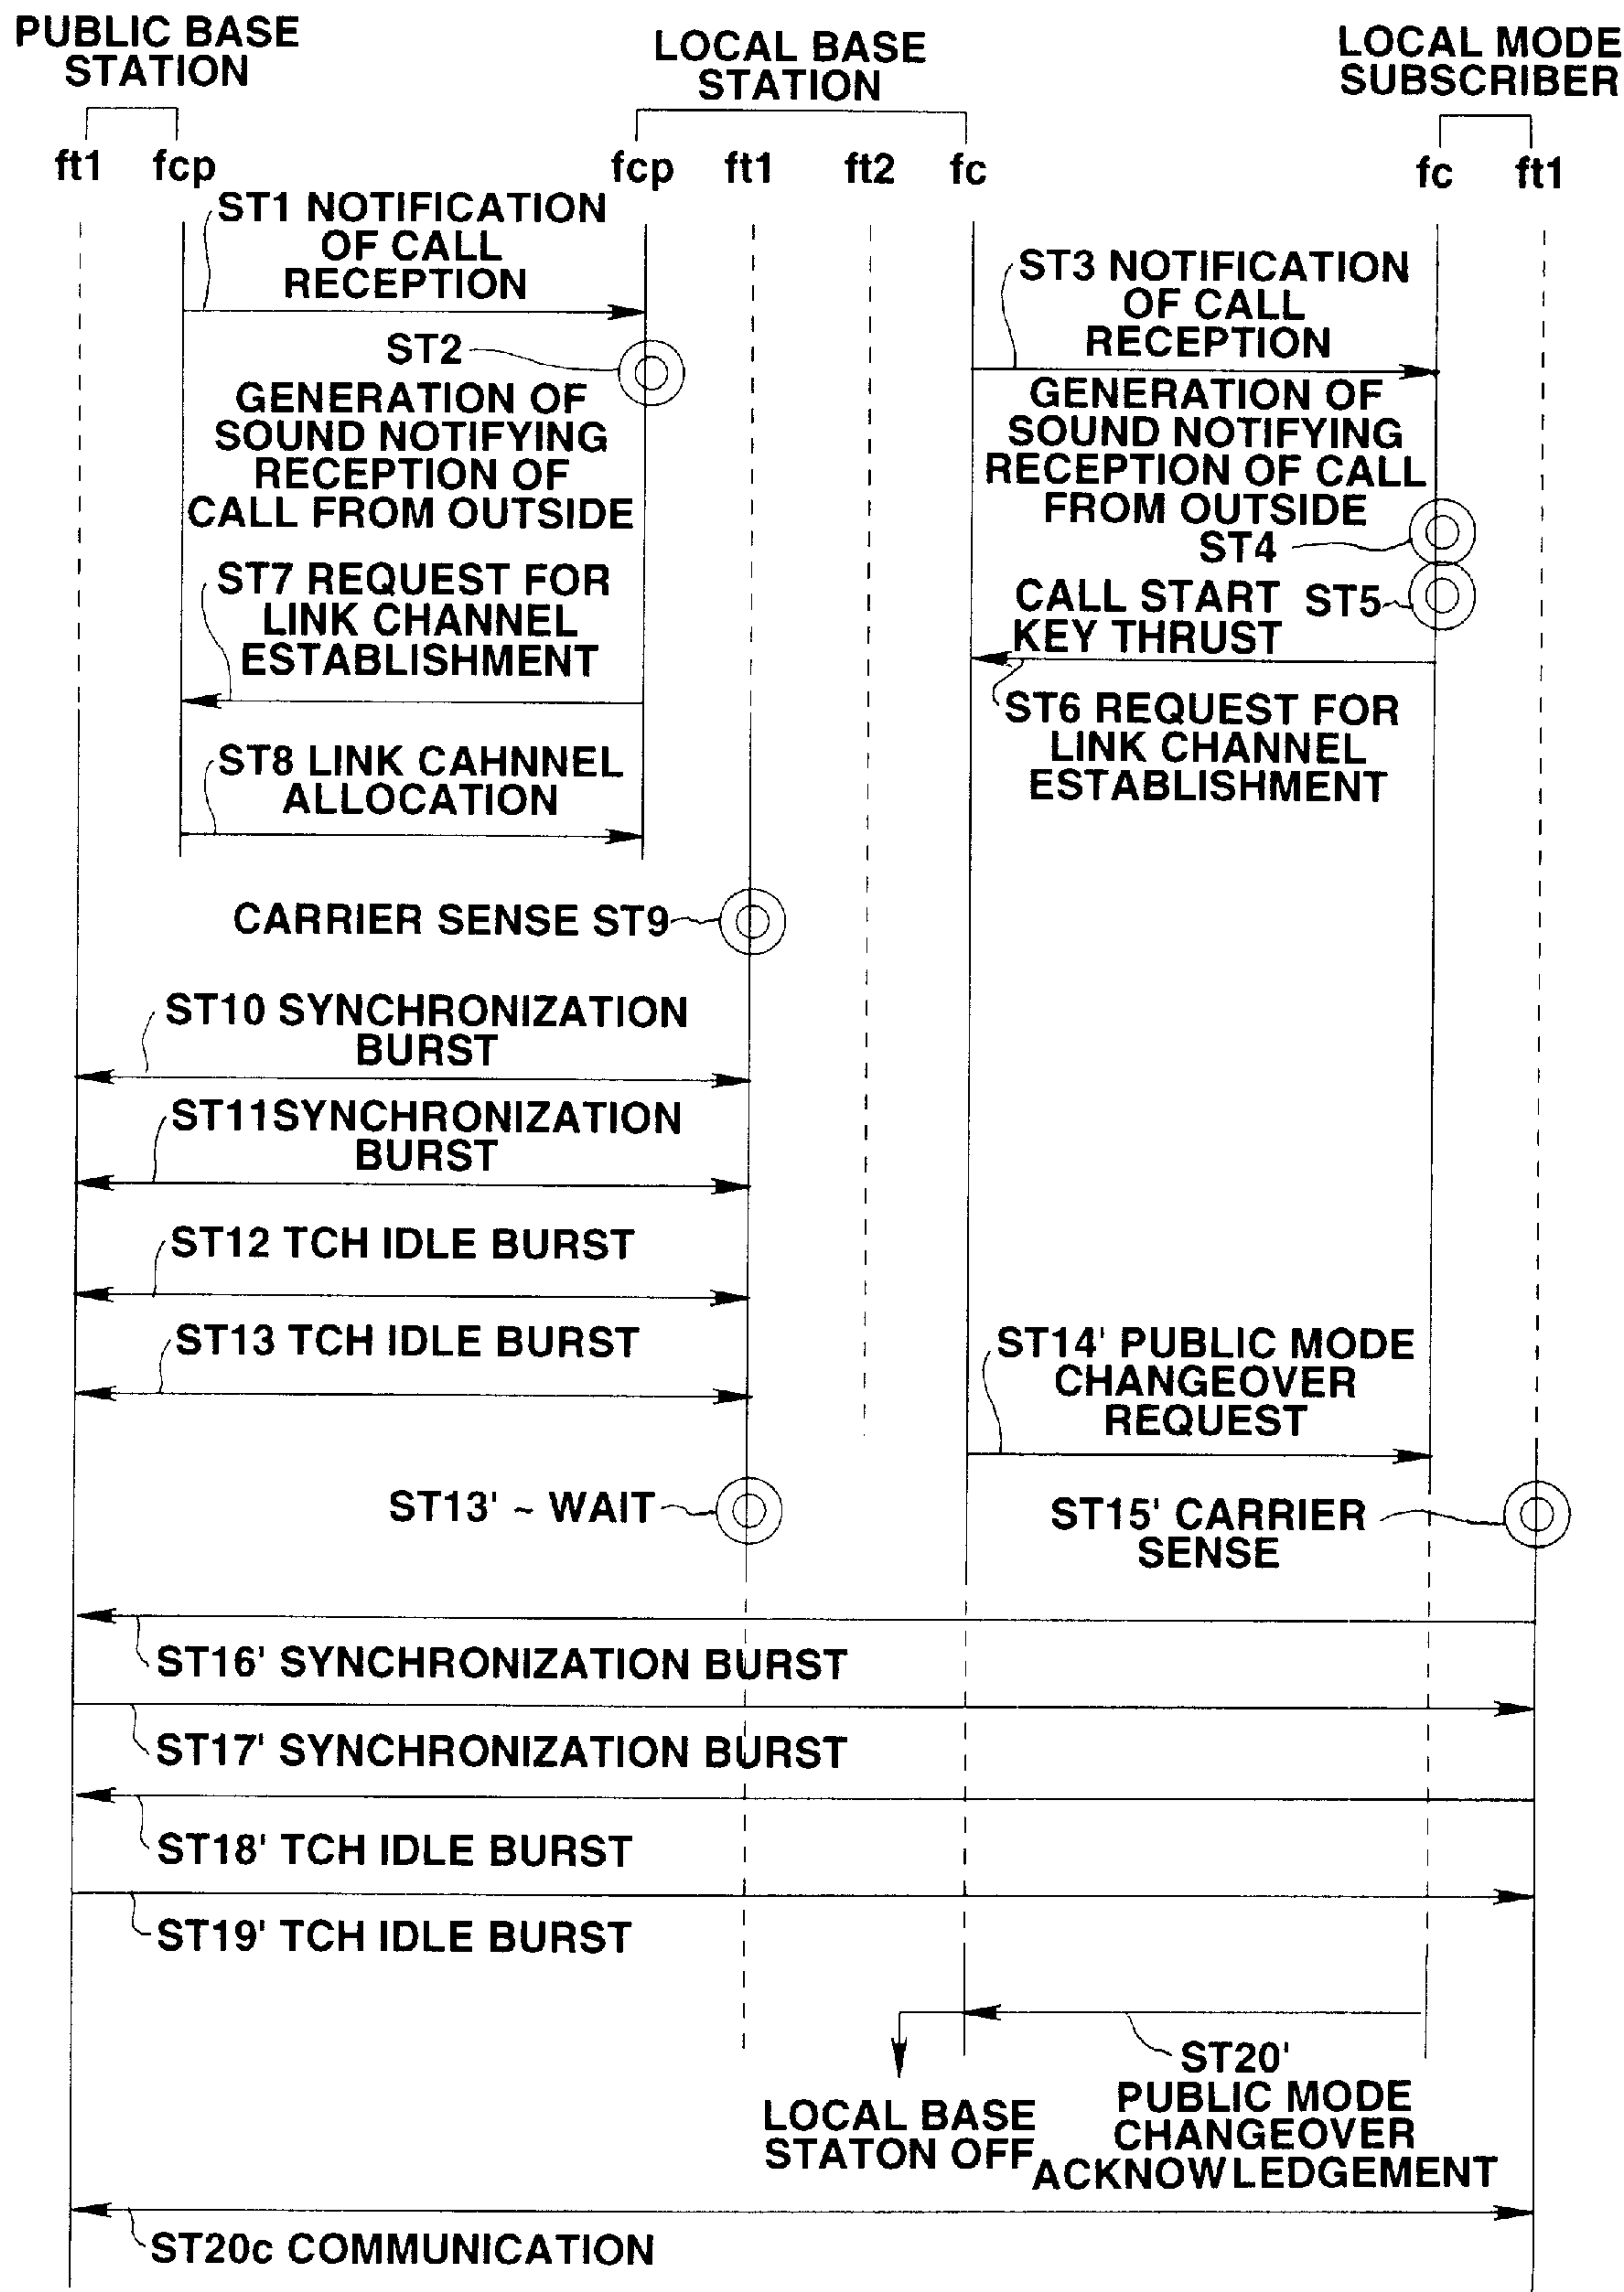 PUBLIC BASE
STATION
LOCAL BASE
STATION
LOCAL MODE
SUBSCRIBER
ft1 fcp fcp ft1 ft2 fc fc ft1
ST1 NOTIFICATION
OF CALL
RECEPTION
ST3 NOTIFICATION
OF CALL
RECEPTION
ST2
GENERATION OF
SOUND NOTIFYING
RECEPTION OF
CALL FROM OUTSIDE
GENERATION OF
SOUND NOTIFYING
RECEPTION OF CALL
FROM OUTSIDE
ST4
ST7 REQUEST FOR
LINK CHANNEL
ESTABLISHMENT
CALL START
KEY THRUST
ST5
ST6 REQUEST FOR
LINK CHANNEL
ESTABLISHMENT
ST8 LINK CAHNNEL
ALLOCATION
CARRIER SENSE ST9
ST10 SYNCHRONIZATION
BURST
ST11SYNCHRONIZATION
BURST
ST12 TCH IDLE BURST
ST13 TCH IDLE BURST
ST14' PUBLIC MODE
CHANGEOVER
REQUEST
ST13' ~ WAIT
ST15' CARRIER
SENSE
ST16' SYNCHRONIZATION BURST
ST17' SYNCHRONIZATION BURST
ST18' TCH IDLE BURST
ST19' TCH IDLE BURST
ST20'
PUBLIC MODE
CHANGEOVER
ACKNOWLEDGEMENT
LOCAL BASE
STATON OFF
ST20c COMMUNICATION